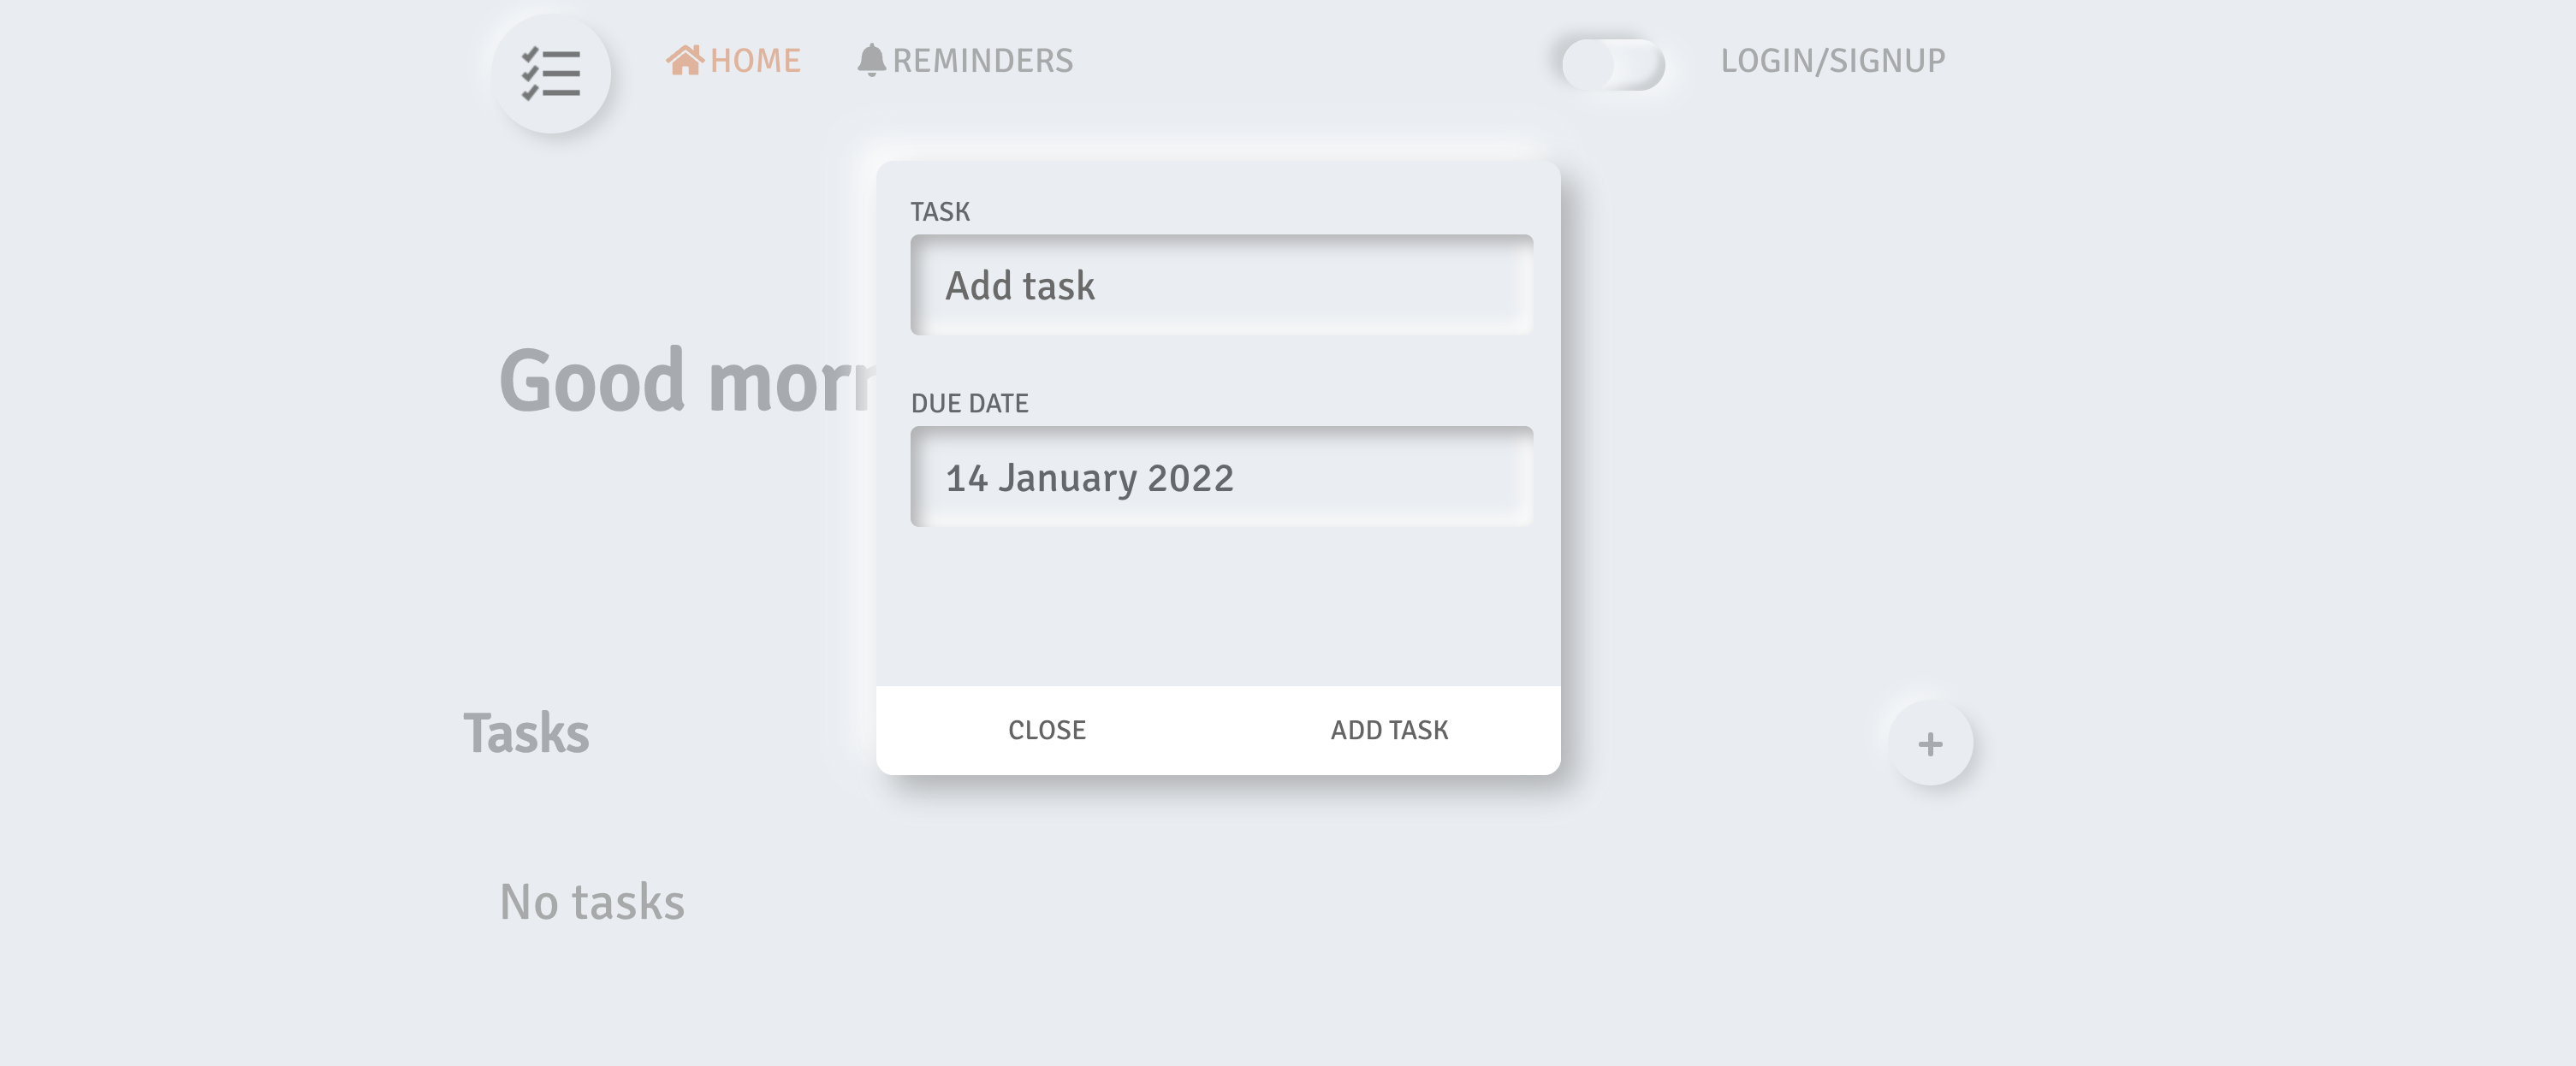 HOME
REMINDERS
LOGIN/SIGNUP
TASK
Add task
Good
DUE DATE
14 January 2022
Tasks
CLOSE
ADD TASK
+
No tasks